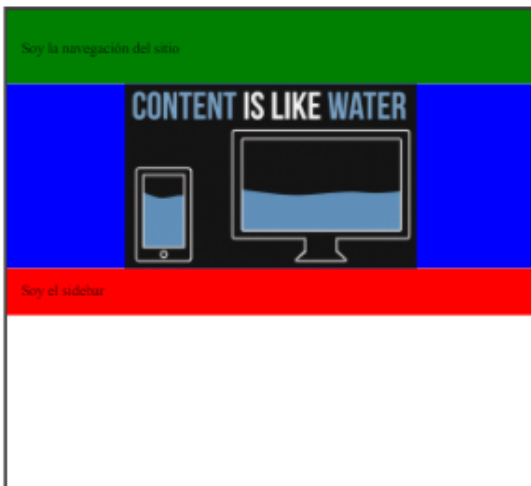 Soy la navegación del sitio
CONTENT IS LIKE WATER
Soy el sidebar